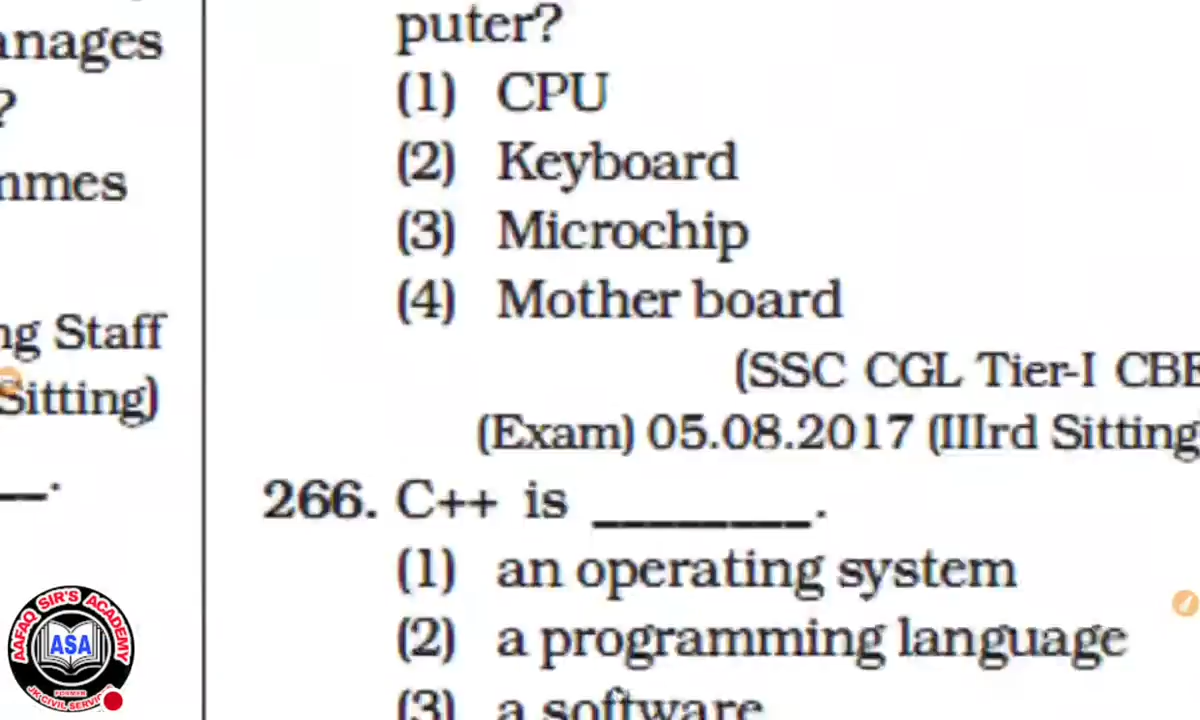 anages
?
mmes
ng Staff
Sitting)
puter?
(1) CPU
(2) Keyboard
(3) Microchip
(4) Mother board
(SSC CGL Tier-I CBE
(Exam) 05.08.2017 (IIIrd Sitting
266. C++ is ________.
(1) an operating system
(2) a programming language
(3) a software
AAFAQ SIR'S ACADEMY
ASA